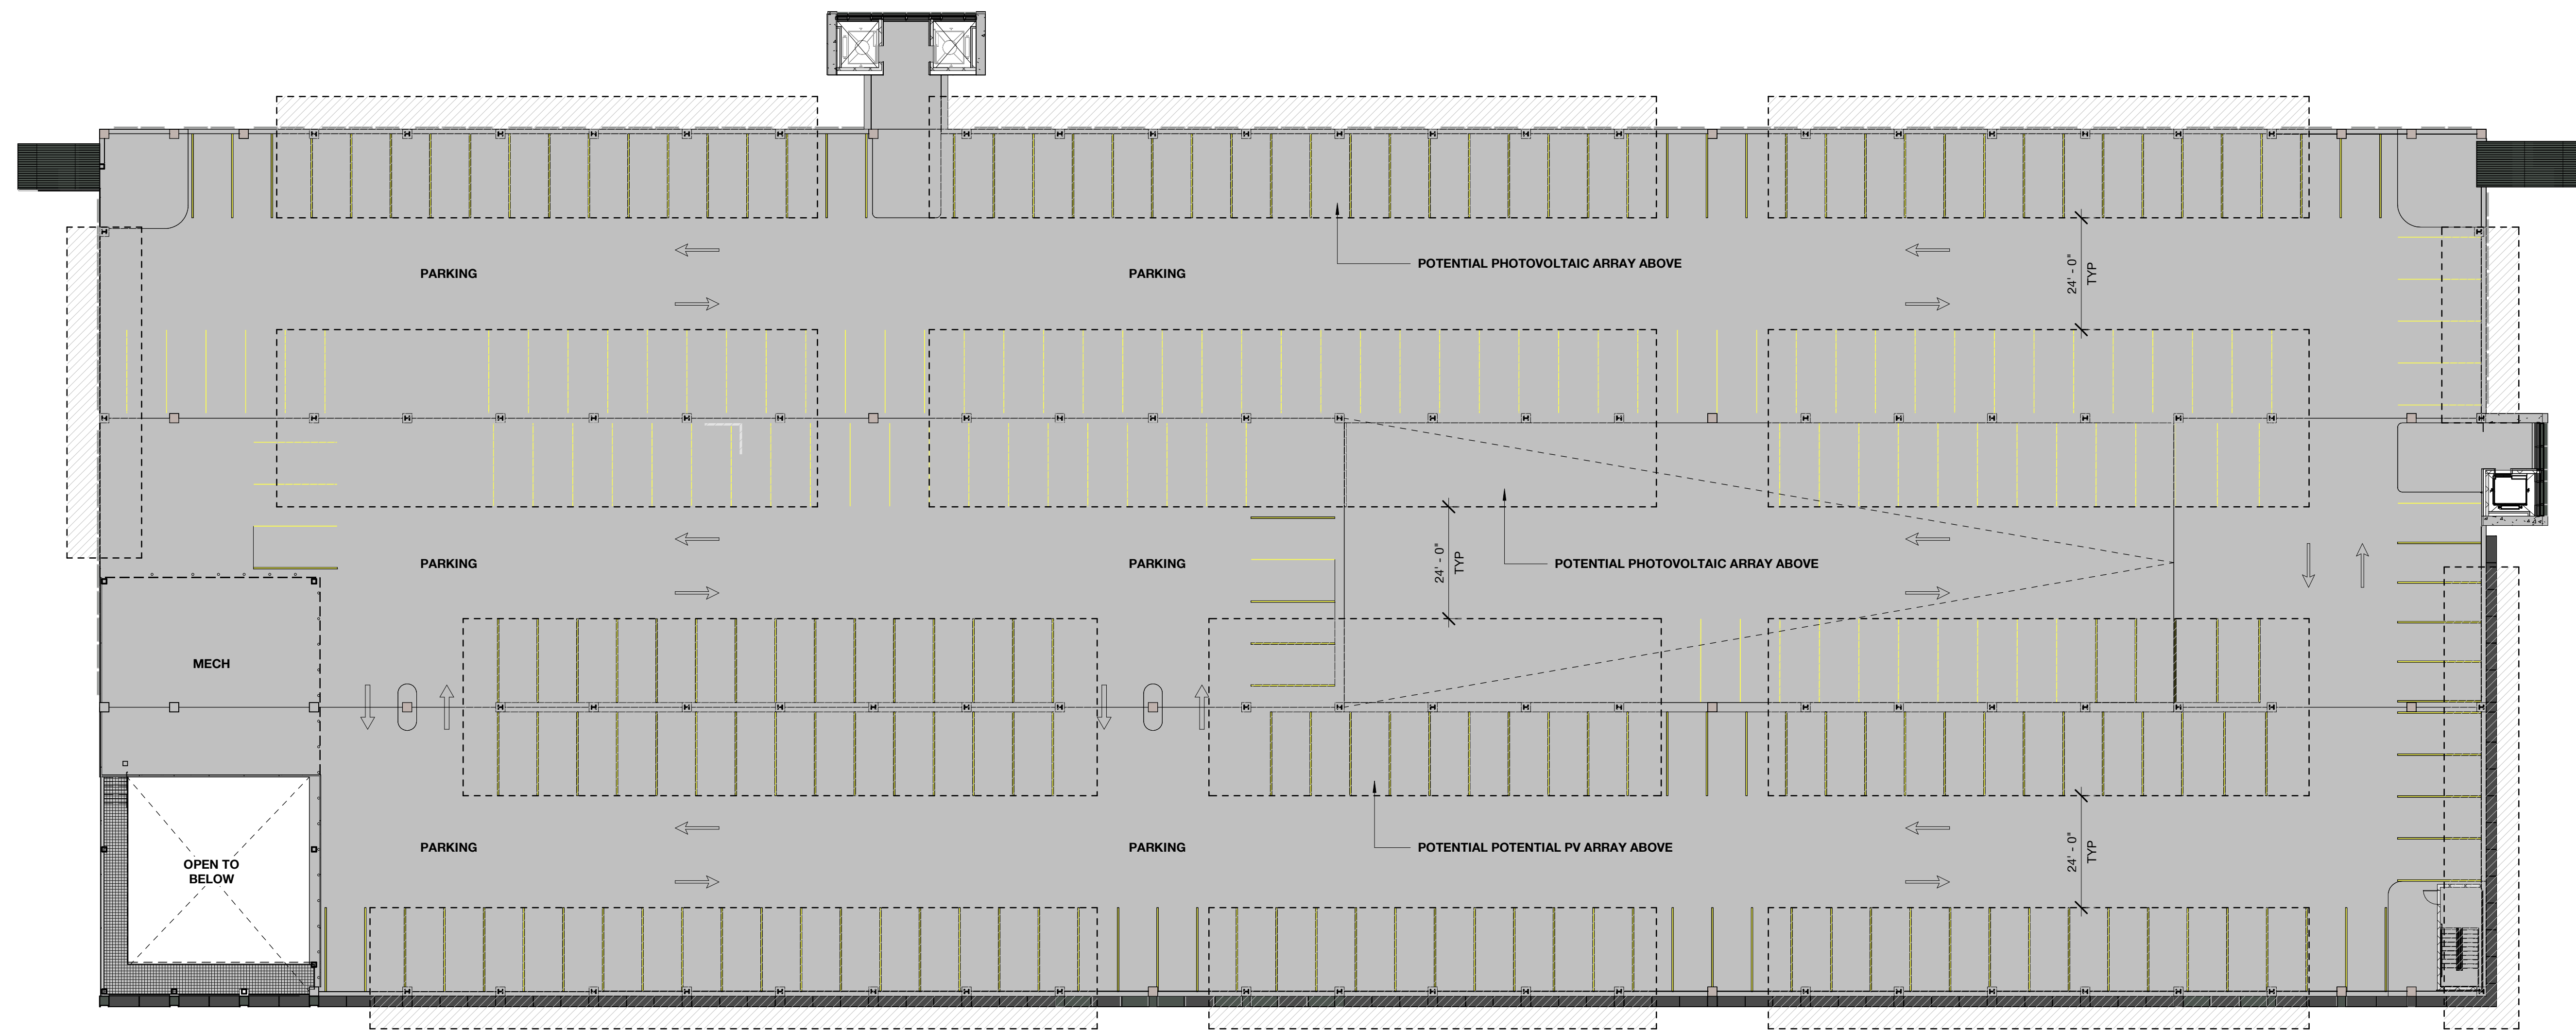 POTENTIAL PHOTOVOLTAIC ARRAY ABOVE
PARKING
PARKING
24' - 0"
TYP
PARKING
PARKING
24' - 0"
TYP
POTENTIAL PHOTOVOLTAIC ARRAY ABOVE
MECH
PARKING
PARKING
POTENTIAL POTENTIAL PV ARRAY ABOVE
24' - 0"
TYP
OPEN TO
BELOW